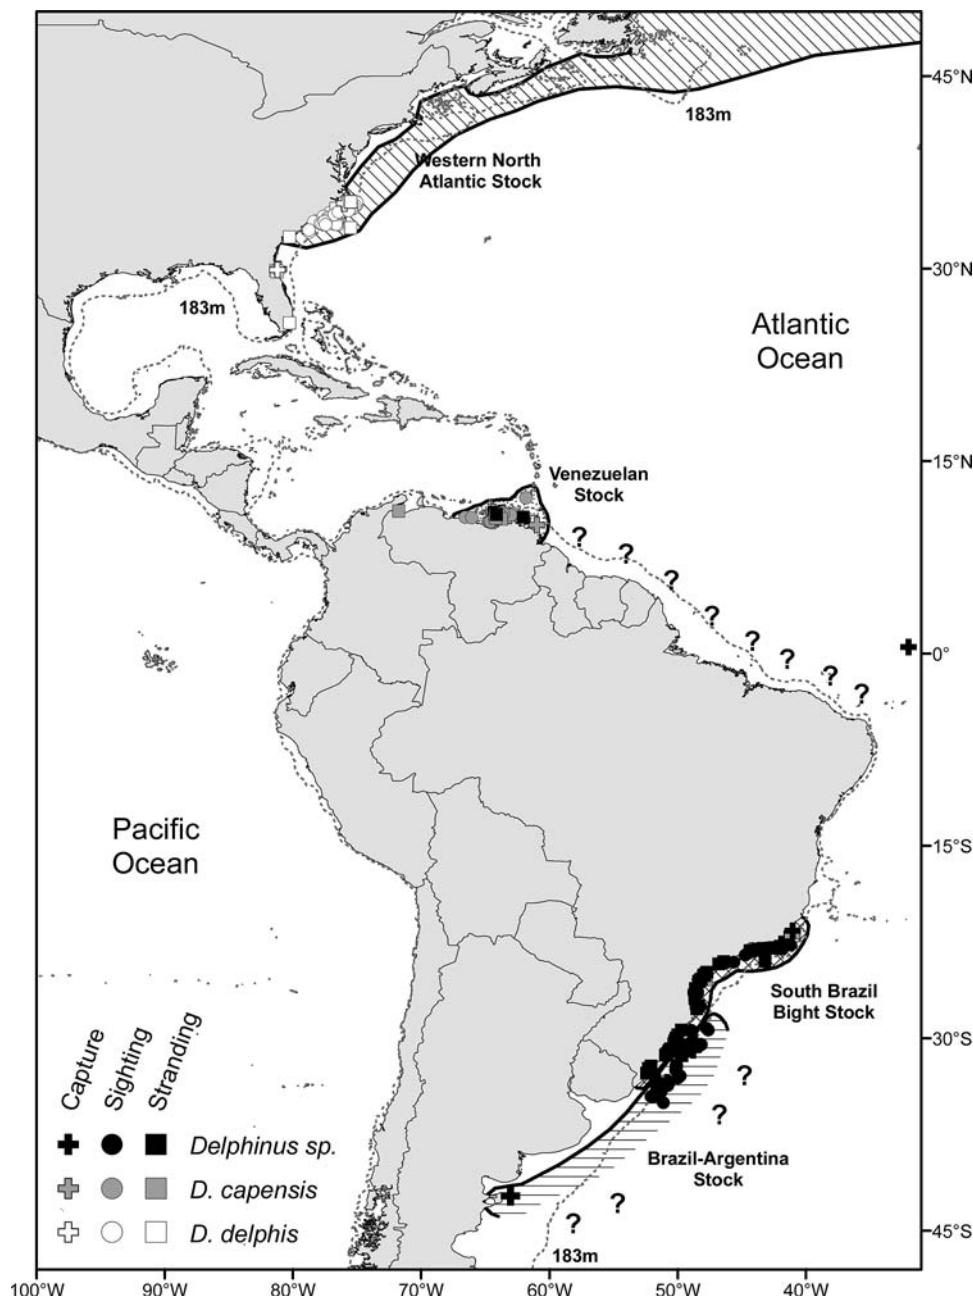 45°N
183m
Western North
Atlantic Stock
30°N
183m
Atlantic
Ocean
15°N
Venezuelan
Stock
?
?
?
?
?
?
?
?
0°
Pacific
Ocean
15°S
South Brazil
Bight Stock
30°S
?
?
Brazil-Argentina
Stock
?
?
183m
45°S
Capture
Sighting
Stranding
Delphinus sp.
D. capensis
D. delphis
100°W
90°W
80°W
70°W
60°W
50°W
40°W